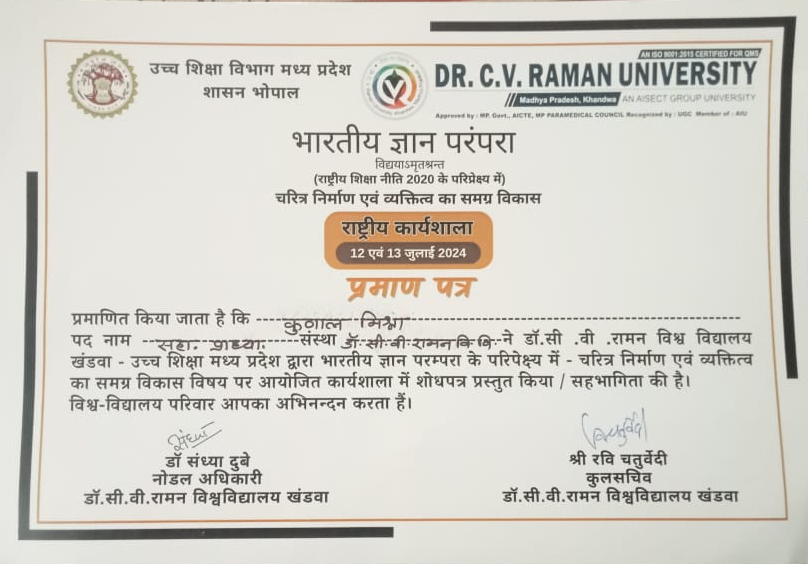 उच्च शिक्षा विभाग मध्य प्रदेश
शासन भोपाल
AN ISO 9001:2015 CERTIFIED FOR QMS
DR. C.V. RAMAN UNIVERSITY
Madhya Pradesh, Khandwa AN AISECT GROUP UNIVERSITY
Approved by : MP. Govt., AICTE, MP PARAMEDICAL COUNCIL Recognized by : UGC Member of : AIU
भारतीय ज्ञान परंपरा
विद्ययाऽमृतश्रन्त
(राष्ट्रीय शिक्षा नीति 2020 के परिप्रेक्ष्य में)
चरित्र निर्माण एवं व्यक्तित्व का समग्र विकास
राष्ट्रीय कार्यशाला
12 एवं 13 जुलाई 2024
प्रमाण पत्र
प्रमाणित किया जाता है कि कुणाल मिश्रा
पद नाम सहा. प्राध्या. संस्था डॉ.सी.वी.रामन वि.वि. ने डॉ.सी .वी .रामन विश्व विद्यालय
खंडवा - उच्च शिक्षा मध्य प्रदेश द्वारा भारतीय ज्ञान परम्परा के परिपेक्ष्य में - चरित्र निर्माण एवं व्यक्तित्व
का समग्र विकास विषय पर आयोजित कार्यशाला में शोधपत्र प्रस्तुत किया / सहभागिता की है।
विश्व-विद्यालय परिवार आपका अभिनन्दन करता हैं।
संध्या
डॉ संध्या दुबे
नोडल अधिकारी
डॉ.सी.वी.रामन विश्वविद्यालय खंडवा
श्री रवि चतुर्वेदी
कुलसचिव
डॉ.सी.वी.रामन विश्वविद्यालय खंडवा